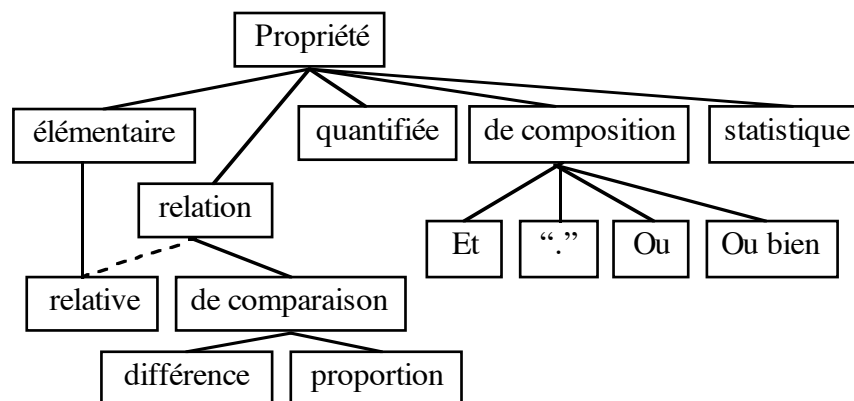 Propriété
élémentaire
quantifiée
de composition
statistique
relation
Et
“.”
Ou
Ou bien
relative
de comparaison
différence
proportion